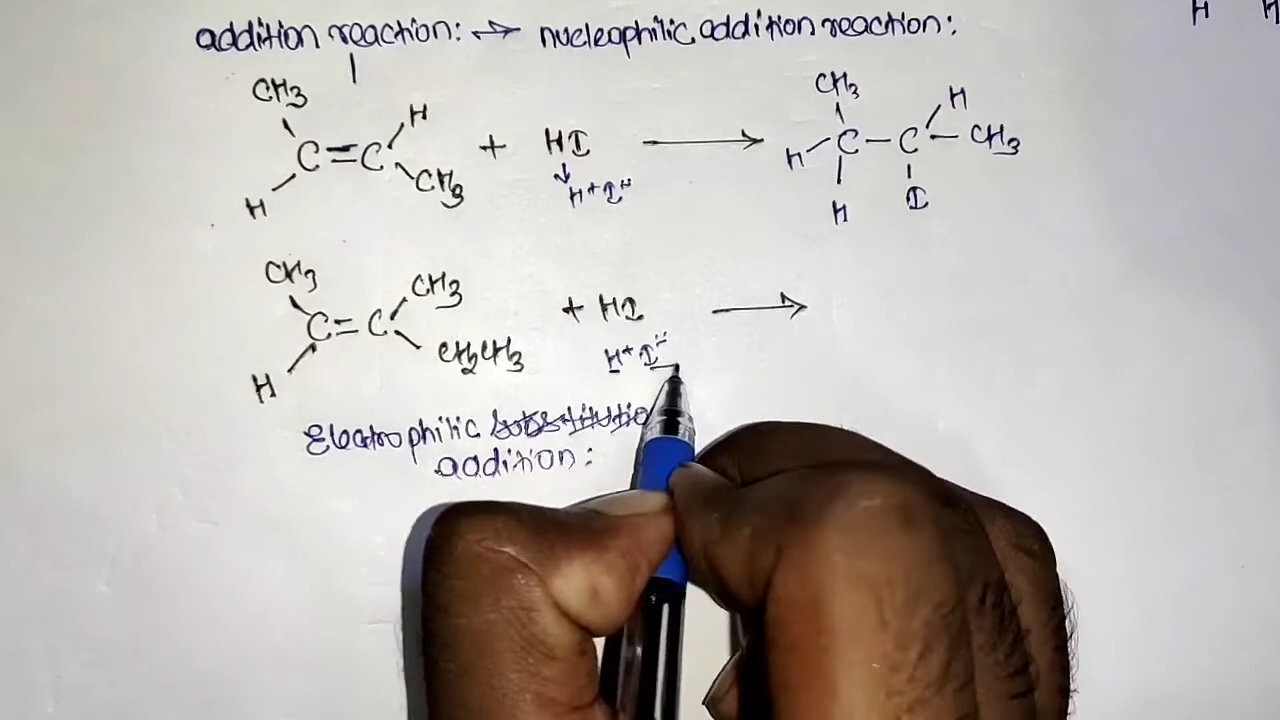 addition reaction: → nucleophilic addition reaction:
H H
CH3 H
C=C + HI → CH3 H
H CH3 H+I- H-C-C-CH3
H I
CH3 CH3
C=C + HI →
H CH2CH3 H+I-
Electrophilic
addition: